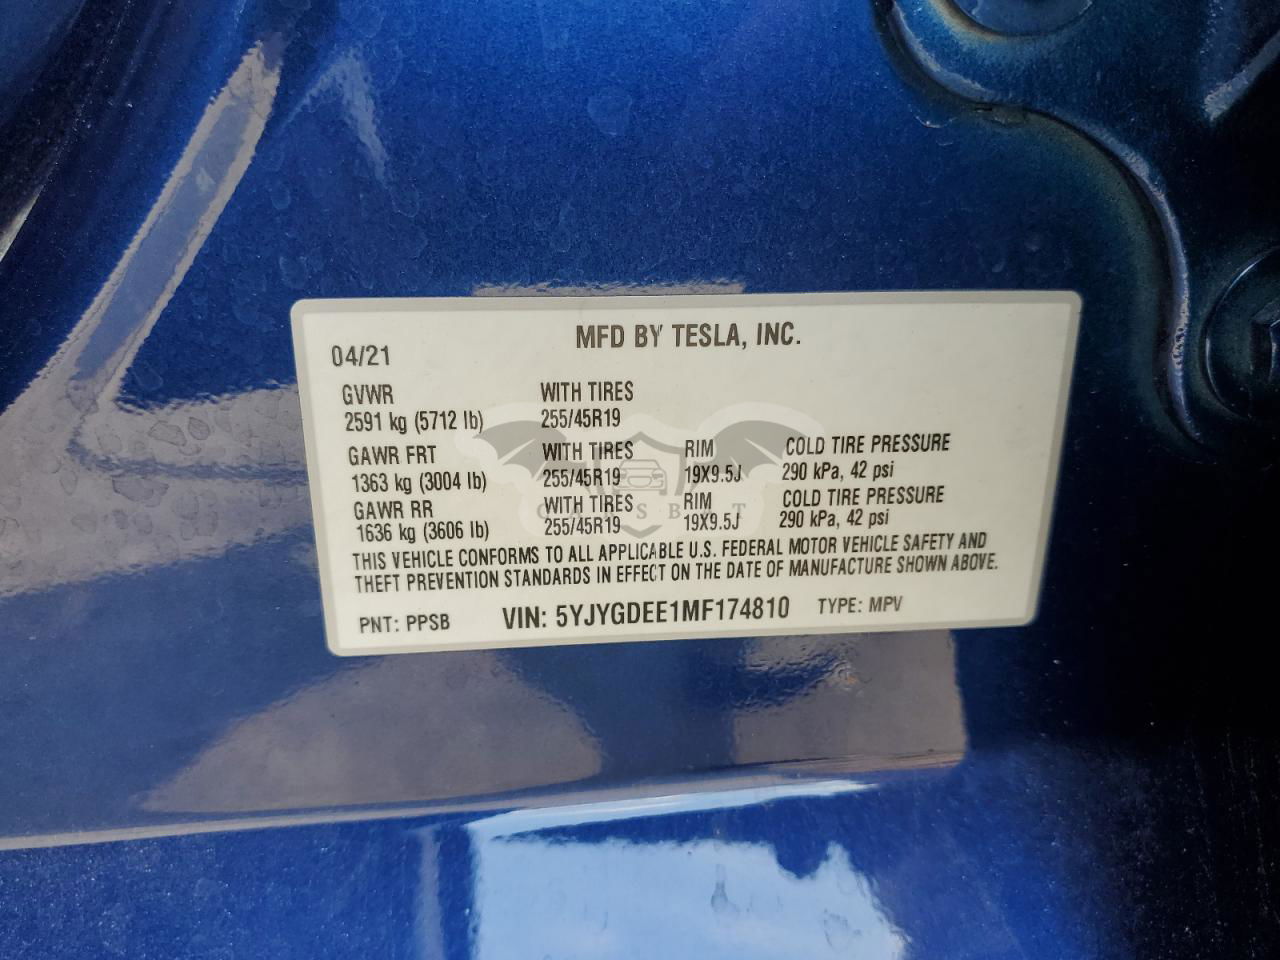 MFD BY TESLA, INC.
04/21
GVWR WITH TIRES
2591 kg (5712 lb) 255/45R19
GAWR FRT WITH TIRES RIM COLD TIRE PRESSURE
1363 kg (3004 lb) 255/45R19 19X9.5J 290 kPa, 42 psi
GAWR RR WITH TIRES RIM COLD TIRE PRESSURE
1636 kg (3606 lb) 255/45R19 19X9.5J 290 kPa, 42 psi
THIS VEHICLE CONFORMS TO ALL APPLICABLE U.S. FEDERAL MOTOR VEHICLE SAFETY AND
THEFT PREVENTION STANDARDS IN EFFECT ON THE DATE OF MANUFACTURE SHOWN ABOVE.
PNT: PPSB VIN: 5YJYGDEE1MF174810 TYPE: MPV